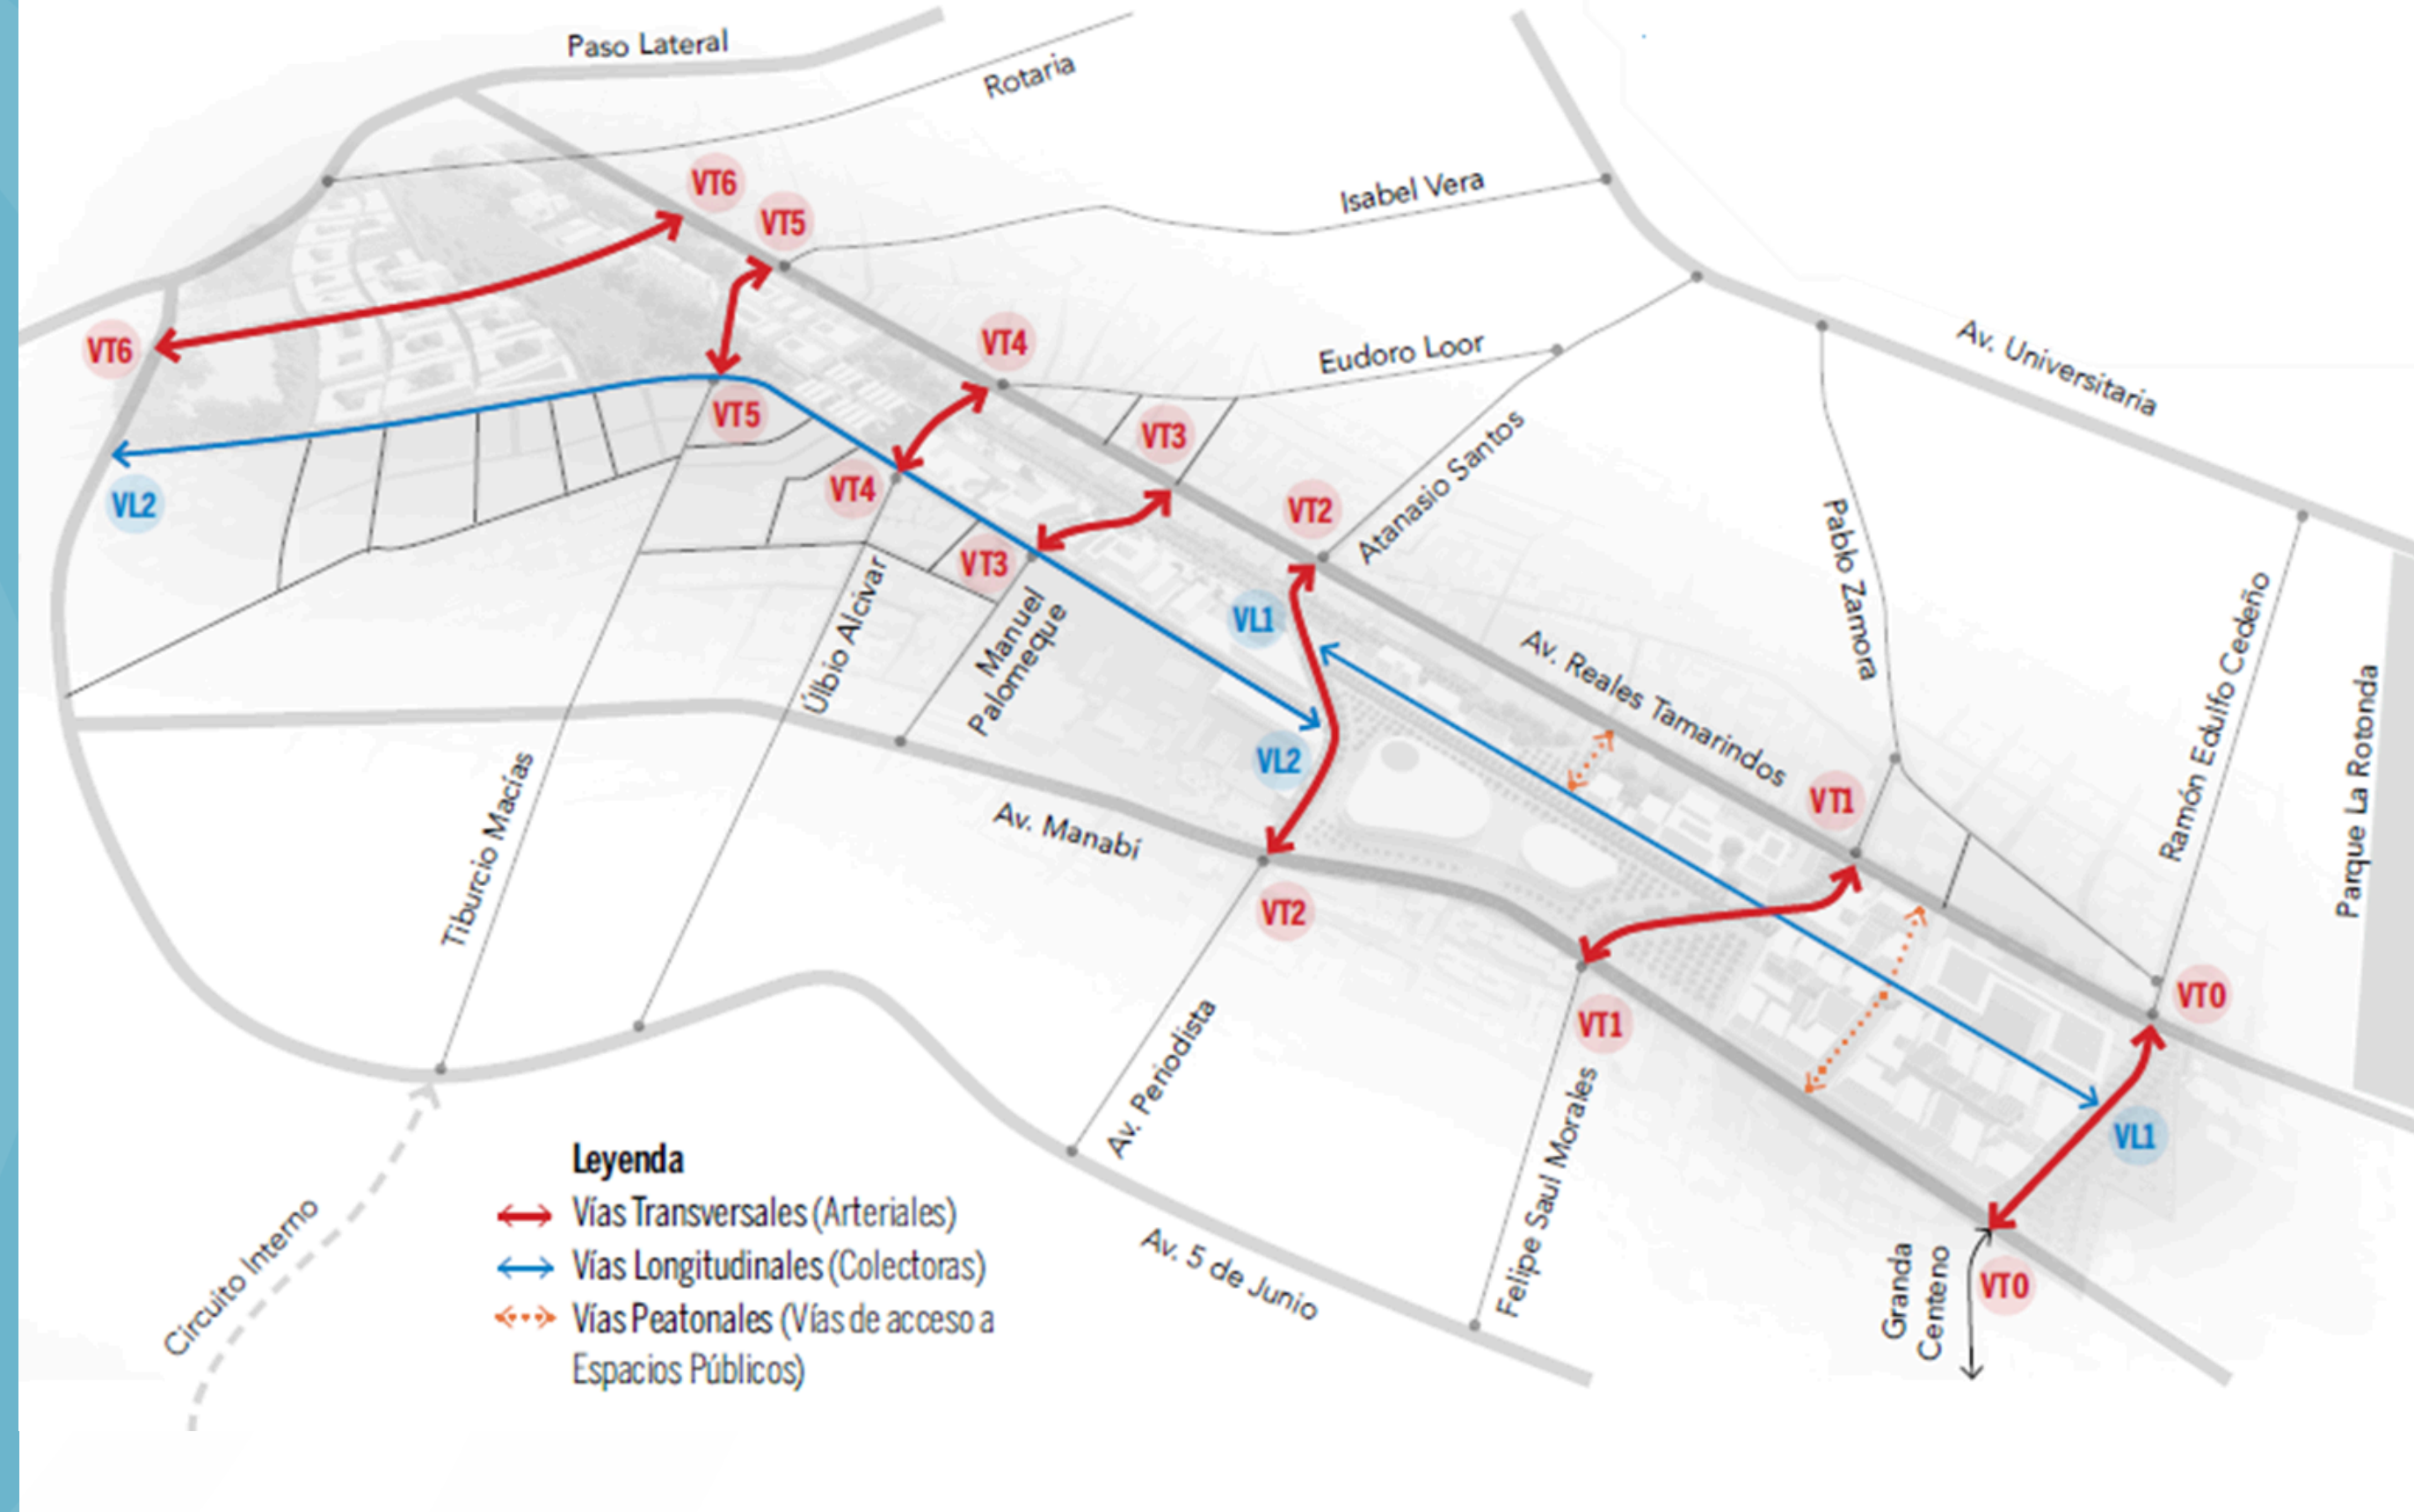 Paso Lateral
Rotaria
VT6
VT5
Isabel Vera
VT6
VT4
Eudoro Loor
Av. Universitaria
VT5
VT3
VL2
VT4
VT2
Atanasio Santos
Pablo Zamora
VT3
VL1
Úlbio Alcivar
Manuel
Palomeque
Av. Reales Tamarindos
Ramón Edulfo Cedeño
Parque La Rotonda
VL2
VT1
Tiburcio Macías
Av. Manabí
VT2
VT0
VT1
Av. Periodista
Felipe Saul Morales
VL1
Granda
Centeno
VT0
Av. 5 de Junio
Circuito Interno
Leyenda
Vías Transversales (Arteriales)
Vías Longitudinales (Colectoras)
Vías Peatonales (Vías de acceso a
Espacios Públicos)